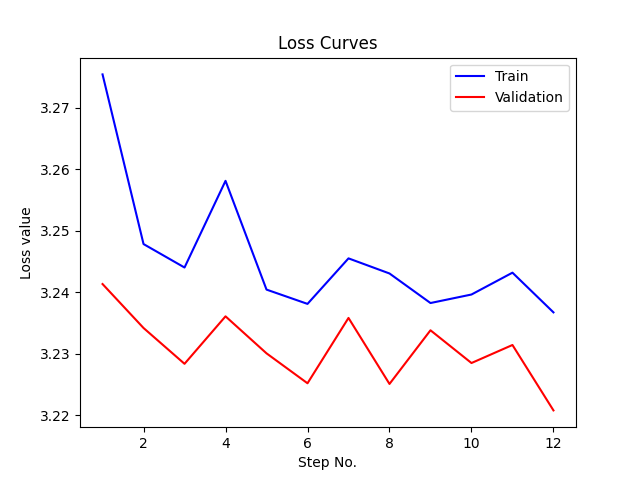 Loss Curves
Train
Validation
3.27
3.26
3.25
3.24
3.23
3.22
Loss value
2
4
6
8
10
12
Step No.